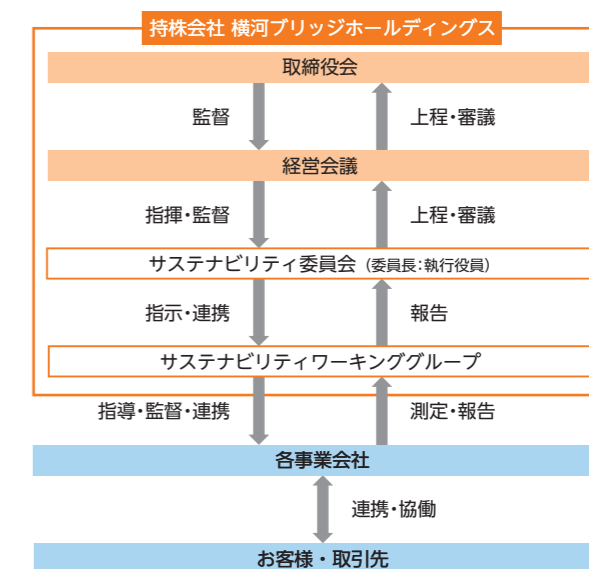 持株会社 横河ブリッジホールディングス
取締役会
監督
上程・審議
経営会議
指揮・監督
上程・審議
サステナビリティ委員会（委員長：執行役員）
指示・連携
報告
サステナビリティワーキンググループ
指導・監督・連携
測定・報告
各事業会社
連携・協働
お客様・取引先